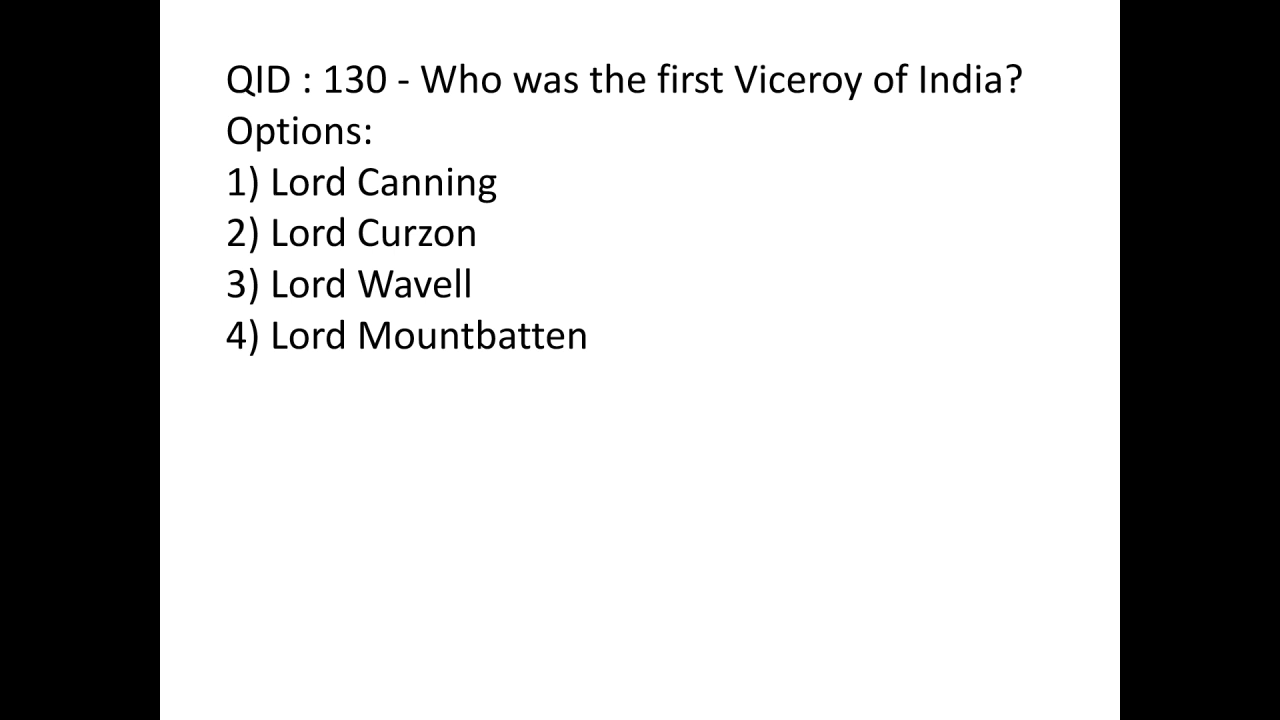 QID : 130 - Who was the first Viceroy of India?
Options:
1) Lord Canning
2) Lord Curzon
3) Lord Wavell
4) Lord Mountbatten